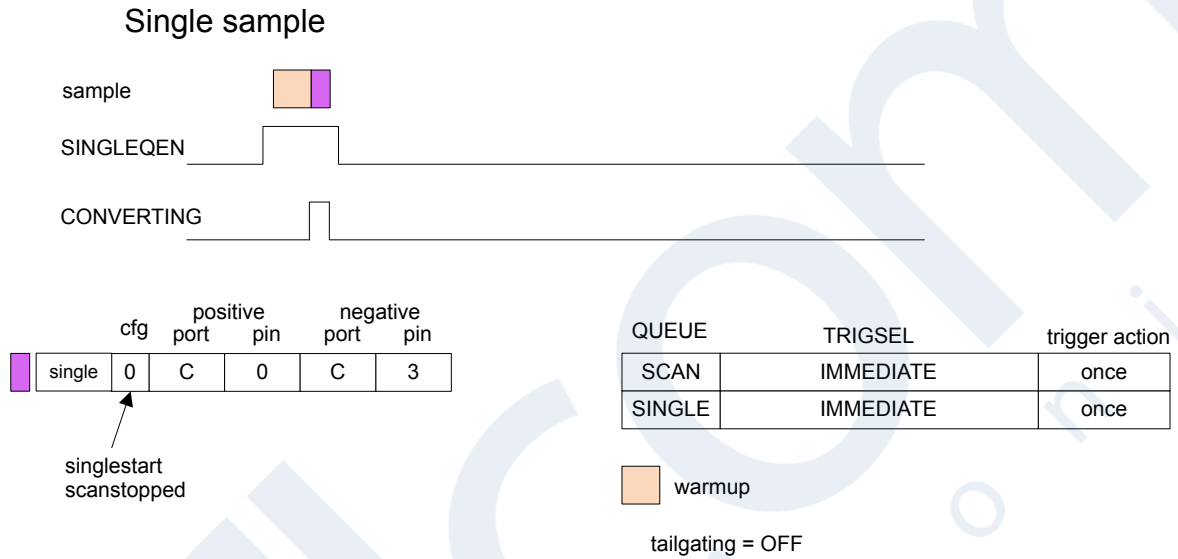 Single sample
sample
SINGLEQEN
CONVERTING
positive negative
cfg port pin port pin
single 0 C 0 C 3
singlestart
scanstopped
QUEUE TRIGSEL trigger action
SCAN IMMEDIATE once
SINGLE IMMEDIATE once
warmup
tailgating = OFF